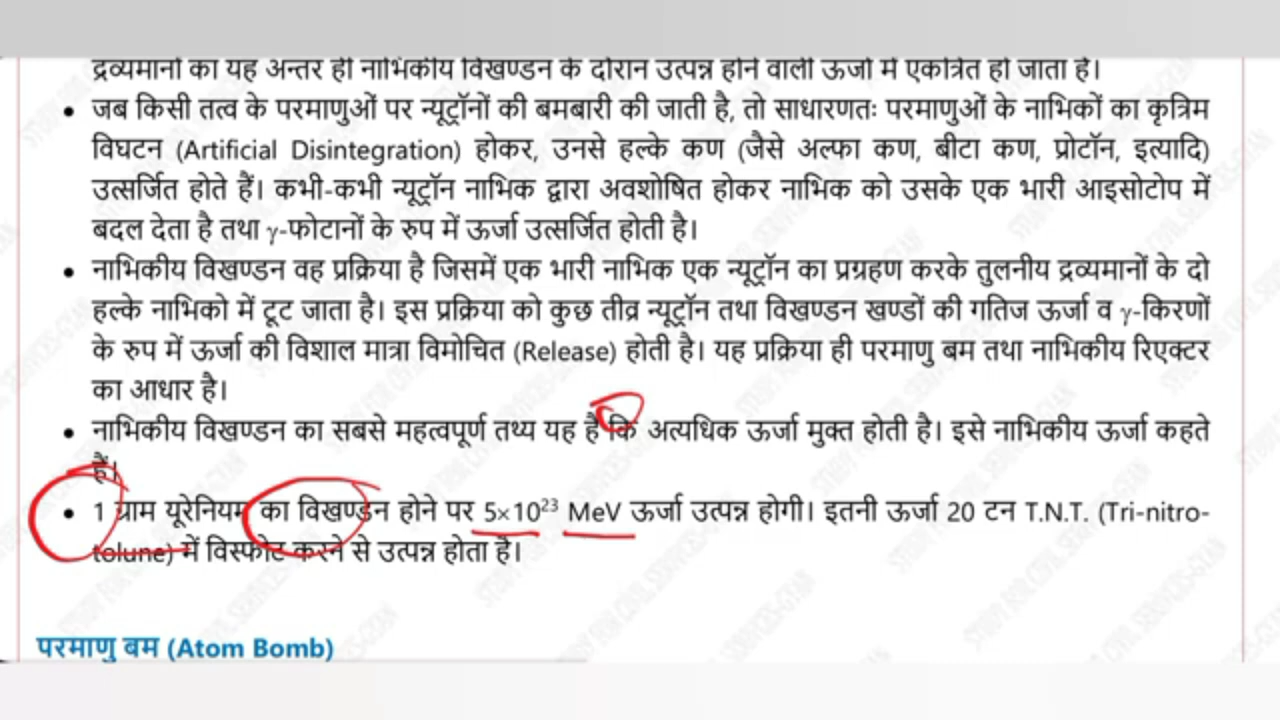 द्रव्यमानों का यह अन्तर ही नाभिकीय विखण्डन के दौरान उत्पन्न होने वाली ऊर्जा में एकत्रित हो जाता है।
• जब किसी तत्व के परमाणुओं पर न्यूट्रॉनों की बमबारी की जाती है, तो साधारणतः परमाणुओं के नाभिकों का कृत्रिम
विघटन (Artificial Disintegration) होकर, उनसे हल्के कण (जैसे अल्फा कण, बीटा कण, प्रोटॉन, इत्यादि)
उत्सर्जित होते हैं। कभी-कभी न्यूट्रॉन नाभिक द्वारा अवशोषित होकर नाभिक को उसके एक भारी आइसोटोप में
बदल देता है तथा γ-फोटानों के रुप में ऊर्जा उत्सर्जित होती है।
• नाभिकीय विखण्डन वह प्रक्रिया है जिसमें एक भारी नाभिक एक न्यूट्रॉन का प्रग्रहण करके तुलनीय द्रव्यमानों के दो
हल्के नाभिको में टूट जाता है। इस प्रक्रिया को कुछ तीव्र न्यूट्रॉन तथा विखण्डन खण्डों की गतिज ऊर्जा व γ-किरणों
के रुप में ऊर्जा की विशाल मात्रा विमोचित (Release) होती है। यह प्रक्रिया ही परमाणु बम तथा नाभिकीय रिएक्टर
का आधार है।
• नाभिकीय विखण्डन का सबसे महत्वपूर्ण तथ्य यह है कि अत्यधिक ऊर्जा मुक्त होती है। इसे नाभिकीय ऊर्जा कहते
हैं।
• 1 ग्राम यूरेनियम का विखण्डन होने पर 5×10²³ MeV ऊर्जा उत्पन्न होगी। इतनी ऊर्जा 20 टन T.N.T. (Tri-nitro-
tolune) में विस्फोट करने से उत्पन्न होता है।
परमाणु बम (Atom Bomb)